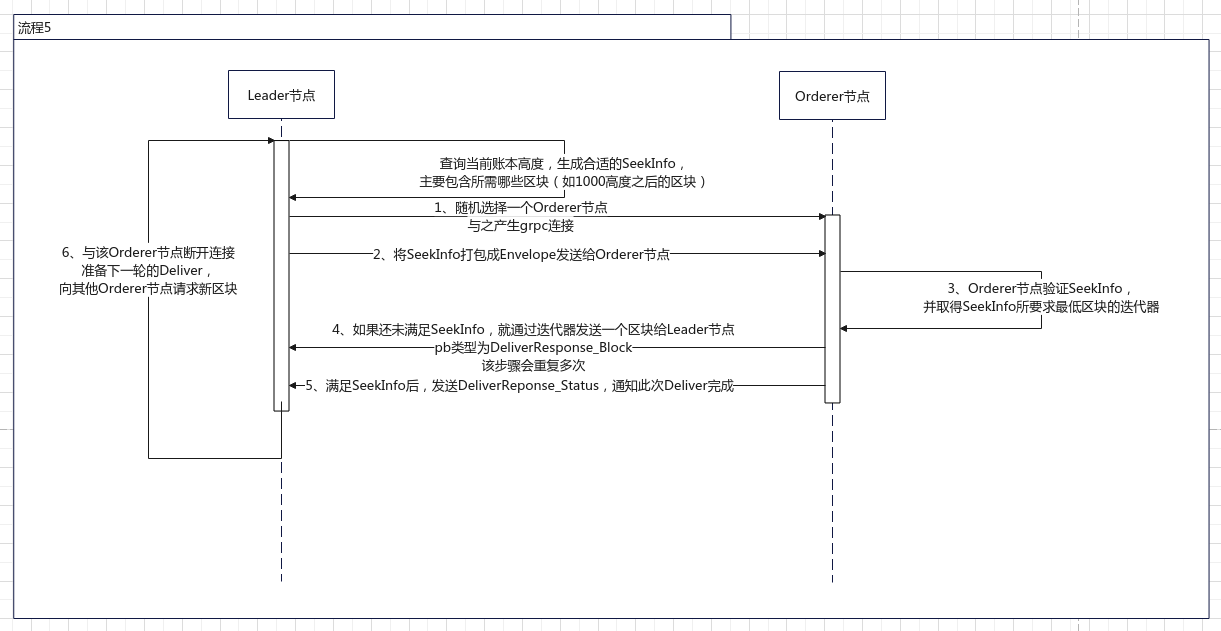 流程5
Leader节点
Orderer节点
查询当前账本高度，生成合适的SeekInfo，
主要包含所需哪些区块（如1000高度之后的区块）
1、随机选择一个Orderer节点
与之产生grpc连接
2、将SeekInfo打包成Envelope发送给Orderer节点
3、Orderer节点验证SeekInfo，
并取得SeekInfo所要求最低区块的迭代器
4、如果还未满足SeekInfo，就通过迭代器发送一个区块给Leader节点
pb类型为DeliverResponse_Block
该步骤会重复多次
5、满足SeekInfo后，发送DeliverReponse_Status，通知此次Deliver完成
6、与该Orderer节点断开连接
准备下一轮的Deliver，
向其他Orderer节点请求新区块